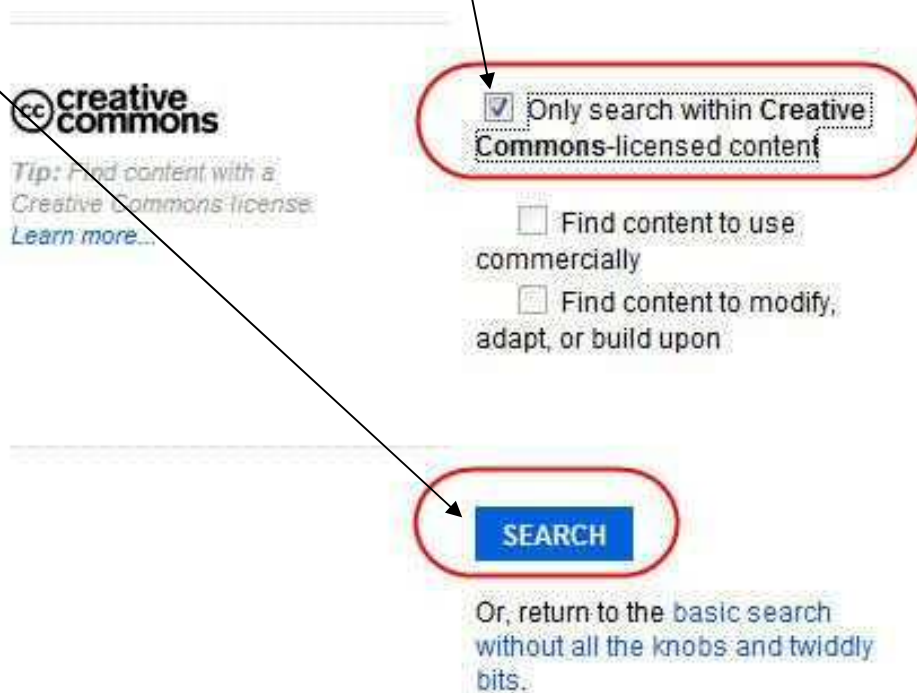 cc creative
commons
Tip: Find content with a
Creative Commons license.
Learn more...
Only search within Creative
Commons-licensed content
Find content to use
commercially
Find content to modify,
adapt, or build upon
SEARCH
Or, return to the basic search
without all the knobs and twiddly
bits.